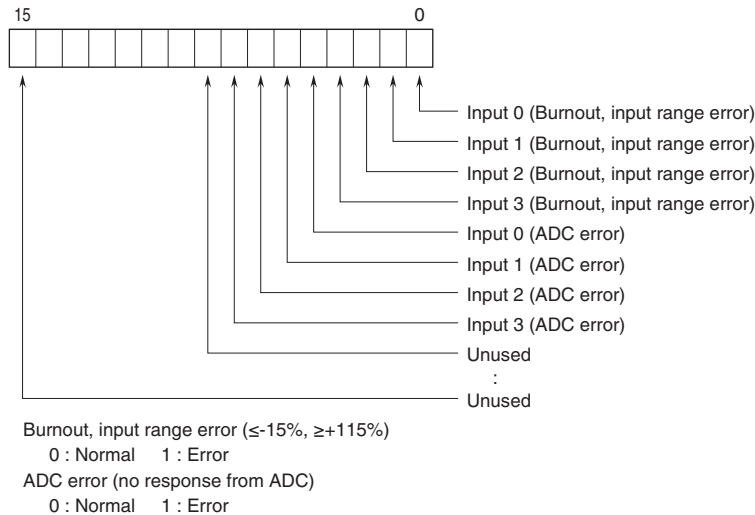 15 0
Input 0 (Burnout, input range error)
Input 1 (Burnout, input range error)
Input 2 (Burnout, input range error)
Input 3 (Burnout, input range error)
Input 0 (ADC error)
Input 1 (ADC error)
Input 2 (ADC error)
Input 3 (ADC error)
Unused
:
Unused
Burnout, input range error (≤-15%, ≥+115%)
0 : Normal 1 : Error
ADC error (no response from ADC)
0 : Normal 1 : Error